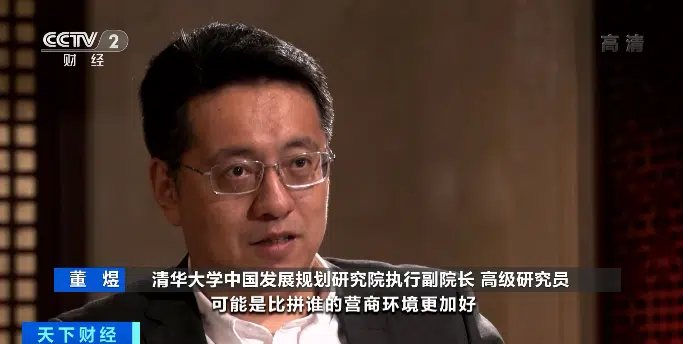 CCTV 2
财经
高清
董煜 清华大学中国发展规划研究院执行副院长 高级研究员
可能是比拼谁的营商环境更加好
天下财经